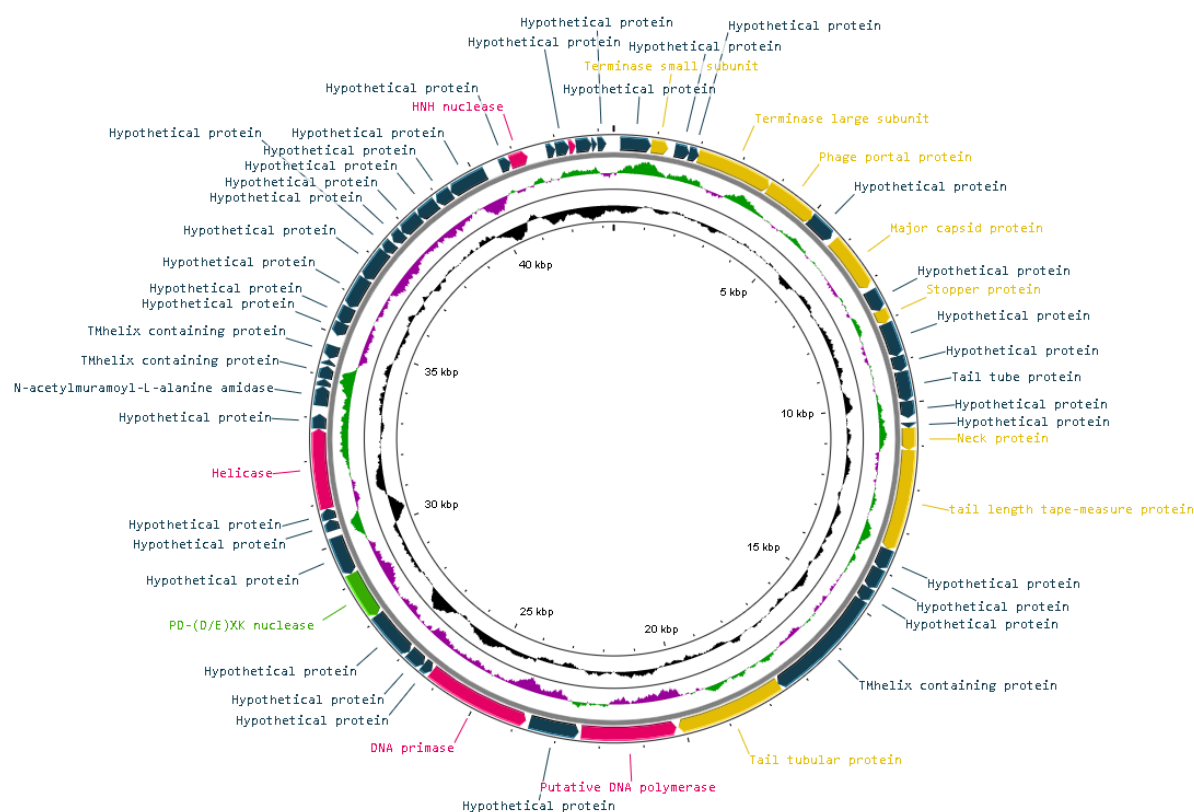 Hypothetical protein
Hypothetical protein
Hypothetical protein
Hypothetical protein
Terminase small subunit
Hypothetical protein
Hypothetical protein
HNH nuclease
Terminase large subunit
Hypothetical protein
Hypothetical protein
Hypothetical protein
Phage portal protein
Hypothetical protein
Hypothetical protein
Hypothetical protein
Hypothetical protein
Major capsid protein
Hypothetical protein
Hypothetical protein
40 kbp
Hypothetical protein
Hypothetical protein
Stopper protein
5 kbp
Hypothetical protein
Hypothetical protein
TMhelix containing protein
Hypothetical protein
TMhelix containing protein
35 kbp
Tail tube protein
N-acetylmuramoyl-L-alanine amidase
Hypothetical protein
10 kbp
Hypothetical protein
Hypothetical protein
Neck protein
Helicase
30 kbp
tail length tape-measure protein
Hypothetical protein
Hypothetical protein
15 kbp
Hypothetical protein
Hypothetical protein
Hypothetical protein
25 kbp
PD-(D/E)XK nuclease
Hypothetical protein
20 kbp
Hypothetical protein
TMhelix containing protein
Hypothetical protein
Hypothetical protein
DNA primase
Tail tubular protein
Putative DNA polymerase
Hypothetical protein